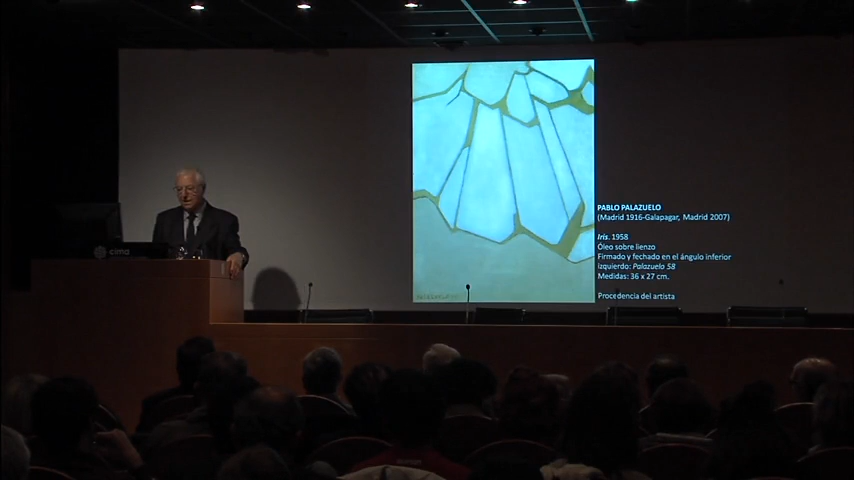 PABLO PALAZUELO
(Madrid 1916-Galapagar, Madrid 2007)
Iris. 1958
Óleo sobre lienzo
Firmado y fechado en el ángulo inferior
izquierdo: Palazuelo 58
Medidas: 36 x 27 cm.
Procedencia del artista
cima